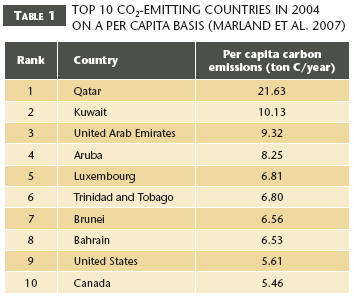 TABLE 1 TOP 10 CO₂-EMITTING COUNTRIES IN 2004
ON A PER CAPITA BASIS (MARLAND ET AL. 2007)
Rank Country Per capita carbon
emissions (ton C/year)
1 Qatar 21.63
2 Kuwait 10.13
3 United Arab Emirates 9.32
4 Aruba 8.25
5 Luxembourg 6.81
6 Trinidad and Tobago 6.80
7 Brunei 6.56
8 Bahrain 6.53
9 United States 5.61
10 Canada 5.46